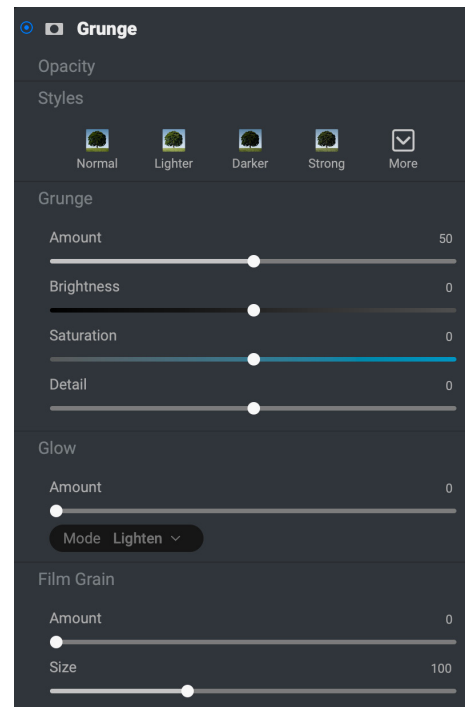 Grunge
Opacity
Styles
Normal Lighter Darker Strong More
Grunge
Amount 50
Brightness 0
Saturation 0
Detail 0
Glow
Amount 0
Mode Lighten
Film Grain
Amount 0
Size 100